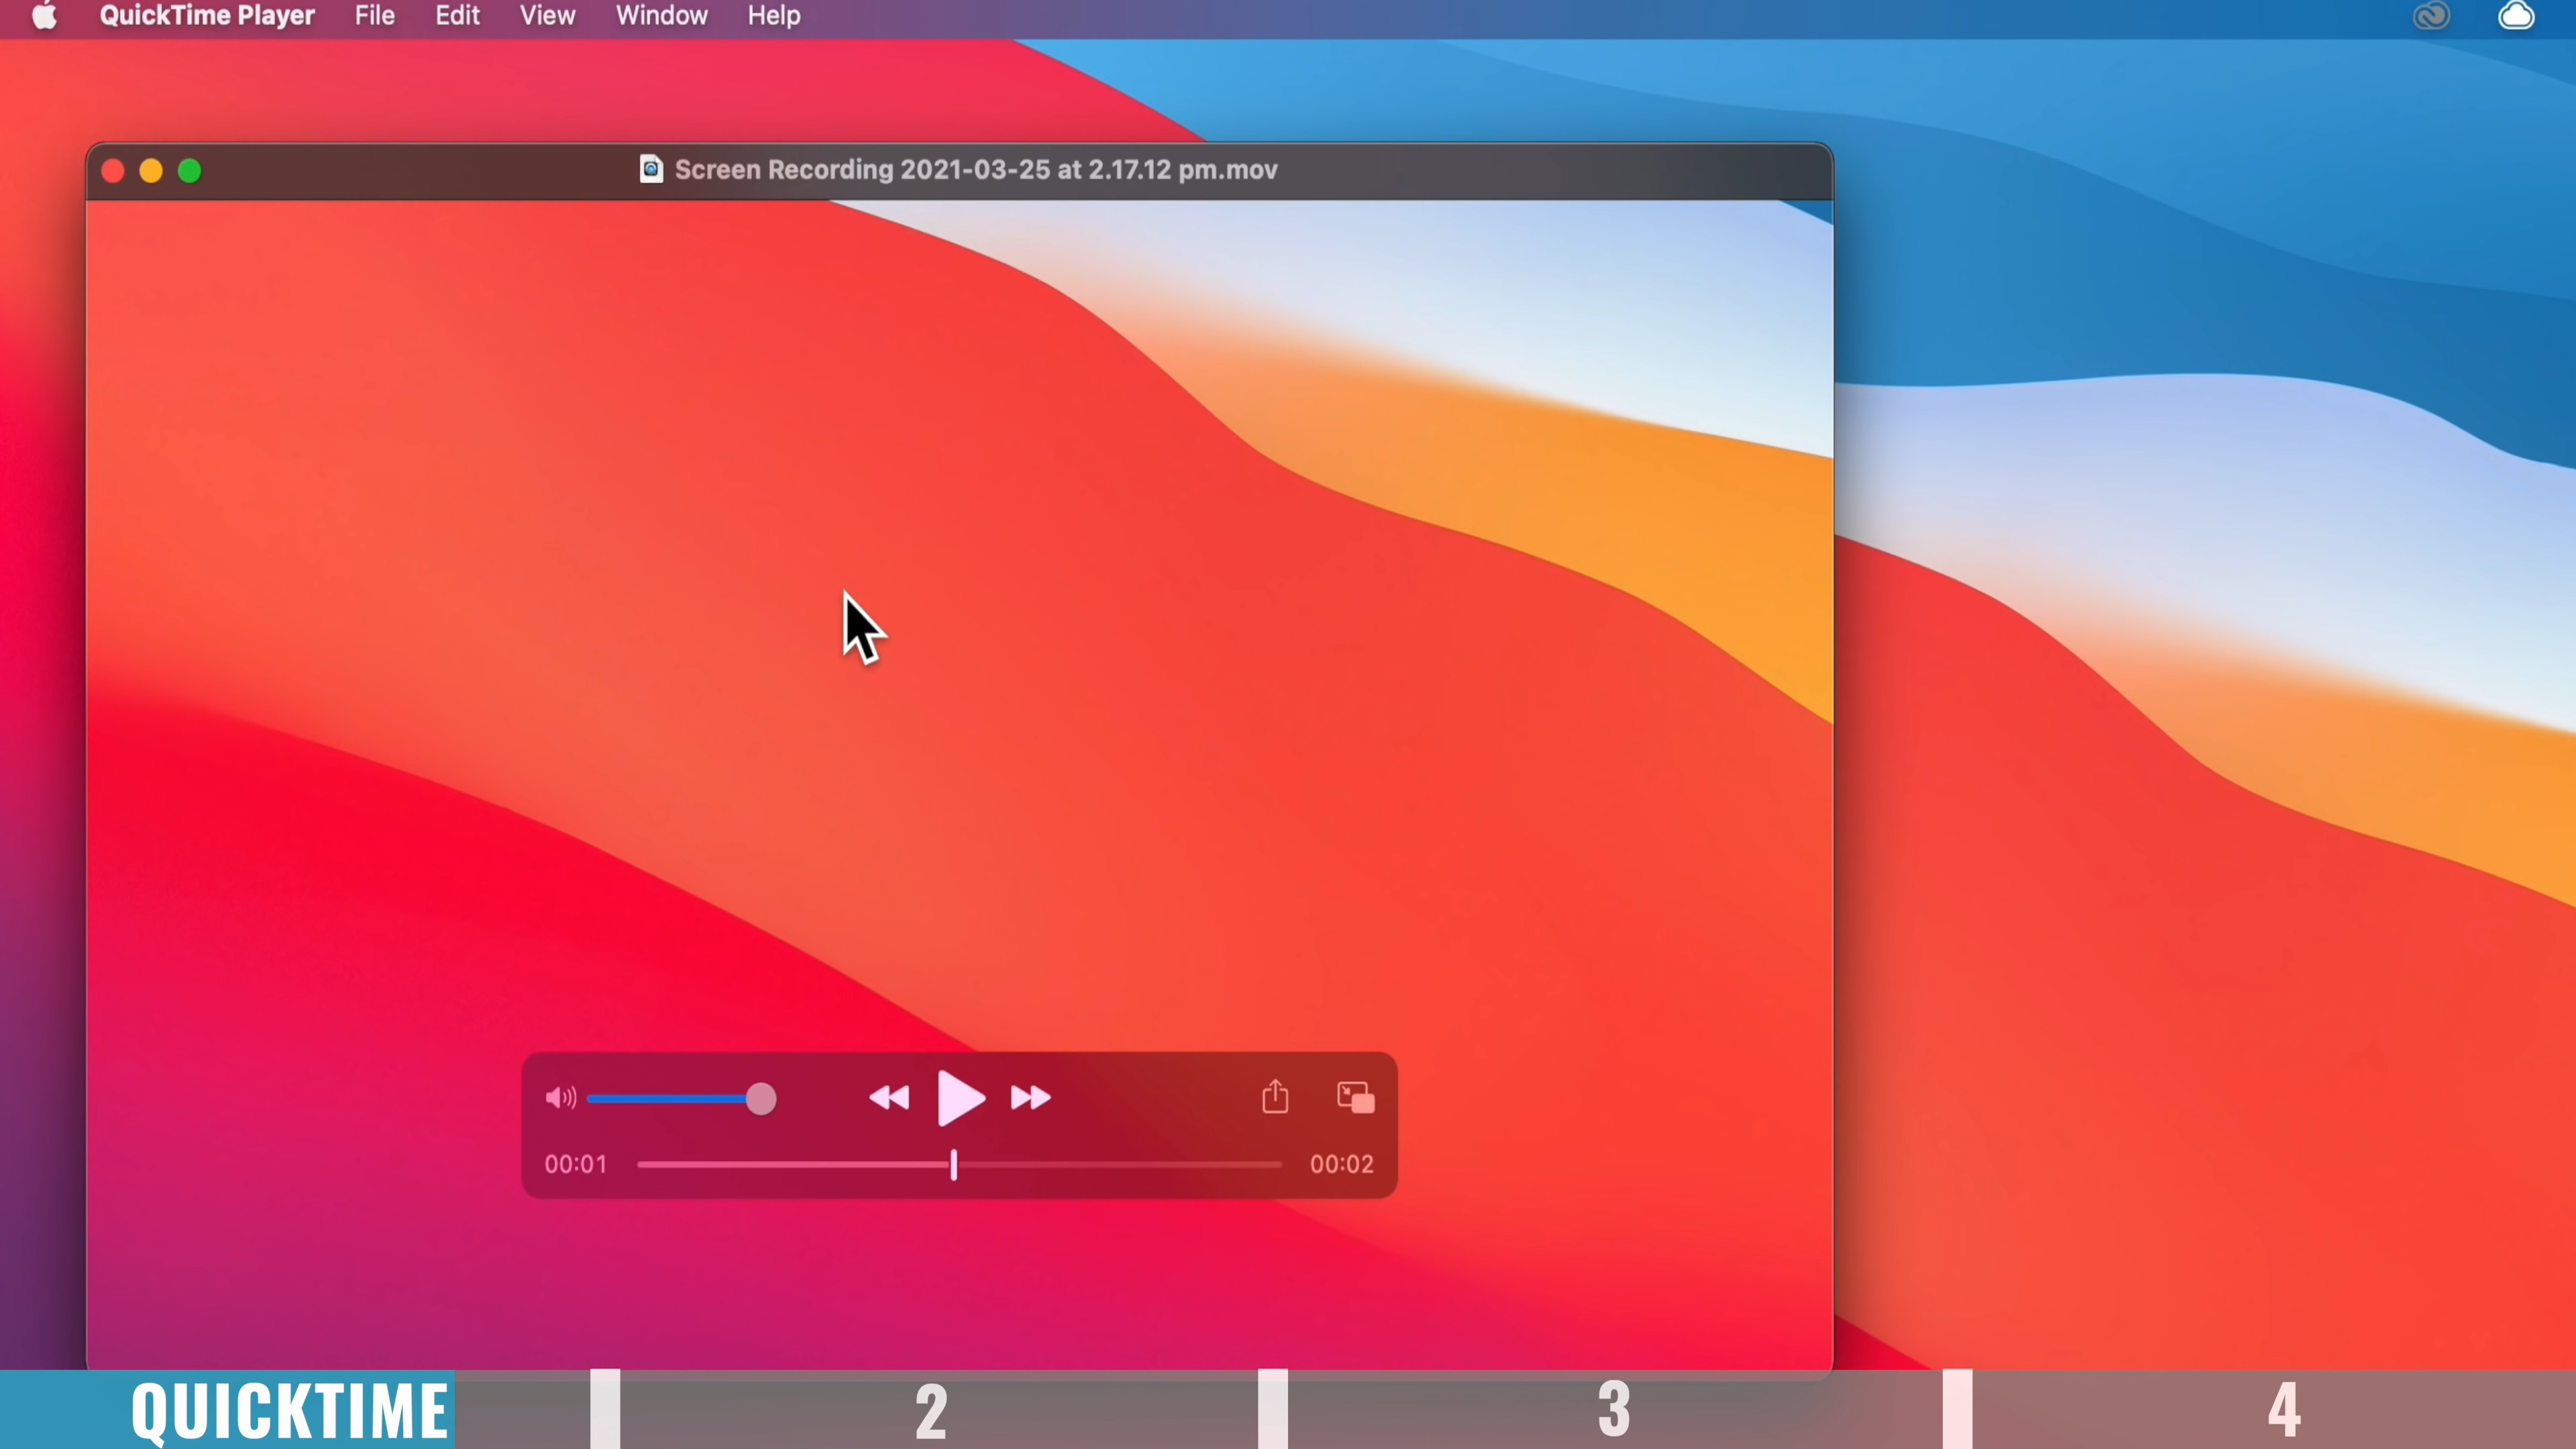 QuickTime Player File Edit View Window Help
Screen Recording 2021-03-25 at 2.17.12 pm.mov
00:01 00:02
QUICKTIME 2 3 4